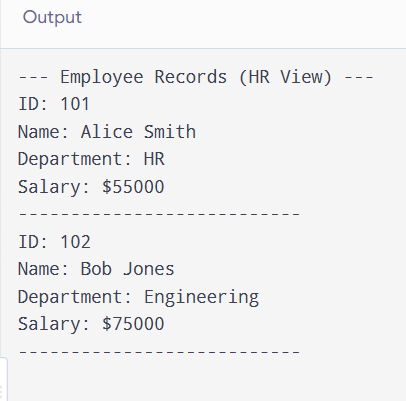 Output
--- Employee Records (HR View) ---
ID: 101
Name: Alice Smith
Department: HR
Salary: $55000
---------------------------
ID: 102
Name: Bob Jones
Department: Engineering
Salary: $75000
---------------------------